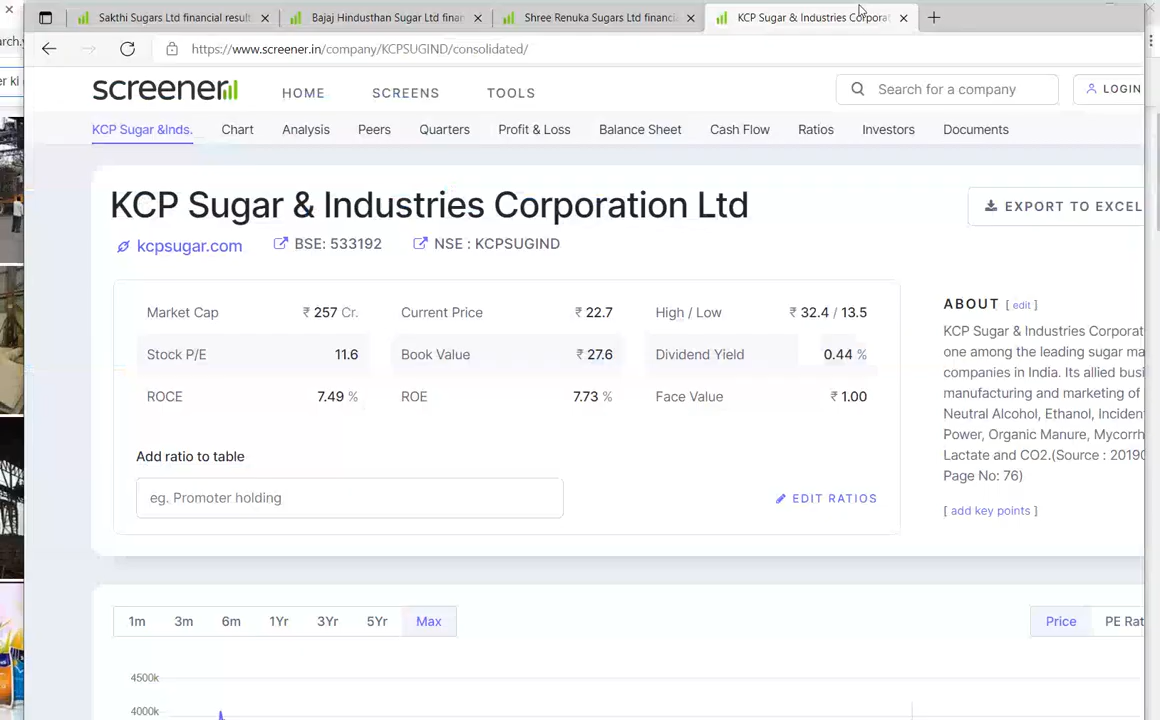 Sakthi Sugars Ltd financial result
Bajaj Hindusthan Sugar Ltd finan
Shree Renuka Sugars Ltd financia
KCP Sugar & Industries Corporat
arch.y
https://www.screener.in/company/KCPSUGIND/consolidated/
er ki
screener
HOME
SCREENS
TOOLS
Search for a company
LOGIN
KCP Sugar &Inds.
Chart
Analysis
Peers
Quarters
Profit & Loss
Balance Sheet
Cash Flow
Ratios
Investors
Documents
KCP Sugar & Industries Corporation Ltd
EXPORT TO EXCEL
kcpsugar.com
BSE: 533192
NSE : KCPSUGIND
Market Cap ₹ 257 Cr.
Current Price ₹ 22.7
High / Low ₹ 32.4 / 13.5
Stock P/E 11.6
Book Value ₹ 27.6
Dividend Yield 0.44 %
ROCE 7.49 %
ROE 7.73 %
Face Value ₹ 1.00
Add ratio to table
eg. Promoter holding
EDIT RATIOS
ABOUT [ edit ]
KCP Sugar & Industries Corporat
one among the leading sugar ma
companies in India. Its allied busi
manufacturing and marketing of
Neutral Alcohol, Ethanol, Inciden
Power, Organic Manure, Mycorrh
Lactate and CO2.(Source : 20190
Page No: 76)
[ add key points ]
1m
3m
6m
1Yr
3Yr
5Yr
Max
Price
PE Rat
4500k
4000k